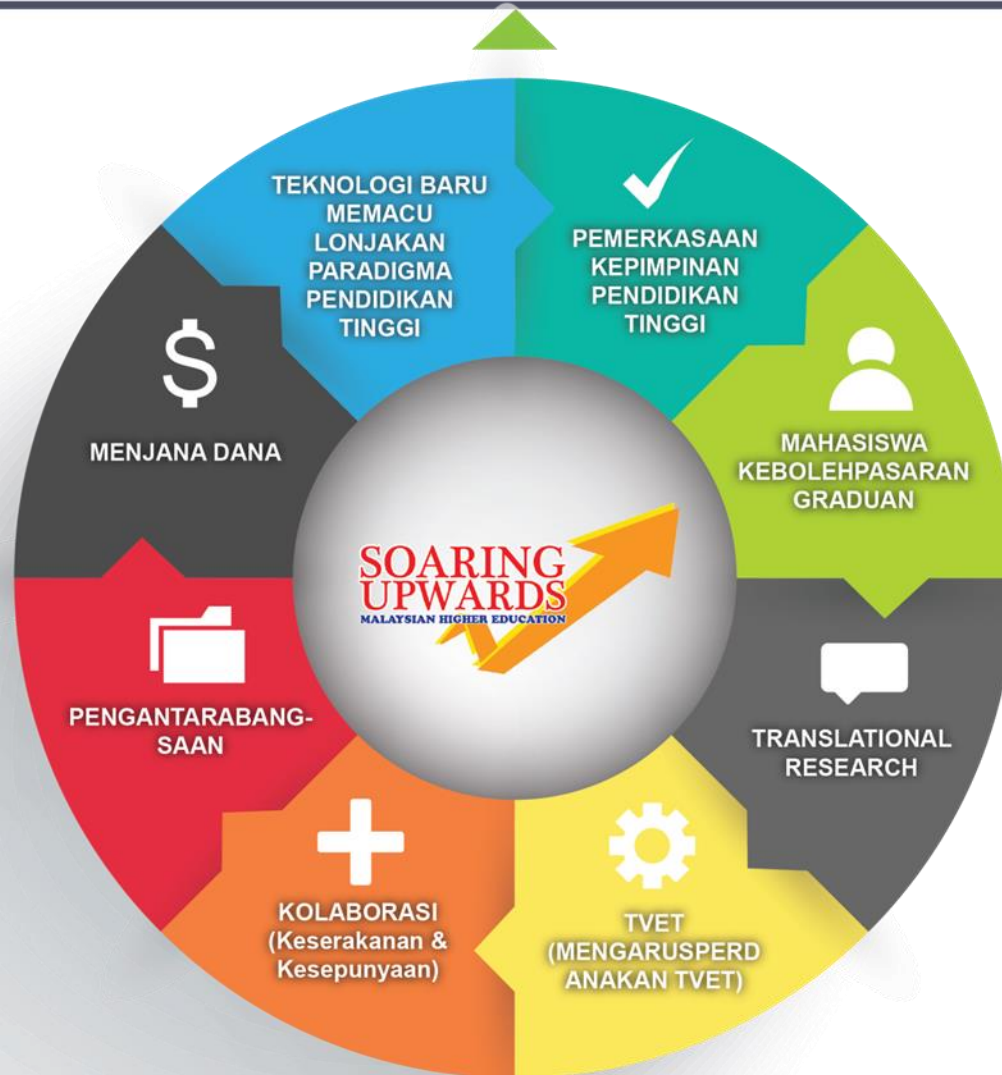 TEKNOLOGI BARU
MEMACU
LONJAKAN
PARADIGMA
PENDIDIKAN
TINGGI
PEMERKASAAN
KEPIMPINAN
PENDIDIKAN
TINGGI
MAHASISWA
KEBOLEHPASARAN
GRADUAN
TRANSLATIONAL
RESEARCH
TVET
(MENGARUSPERD
ANAKAN TVET)
KOLABORASI
(Keserakanan &
Kesepunyaan)
PENGANTARABANG-
SAAN
$
MENJANA DANA
SOARING
UPWARDS
MALAYSIAN HIGHER EDUCATION